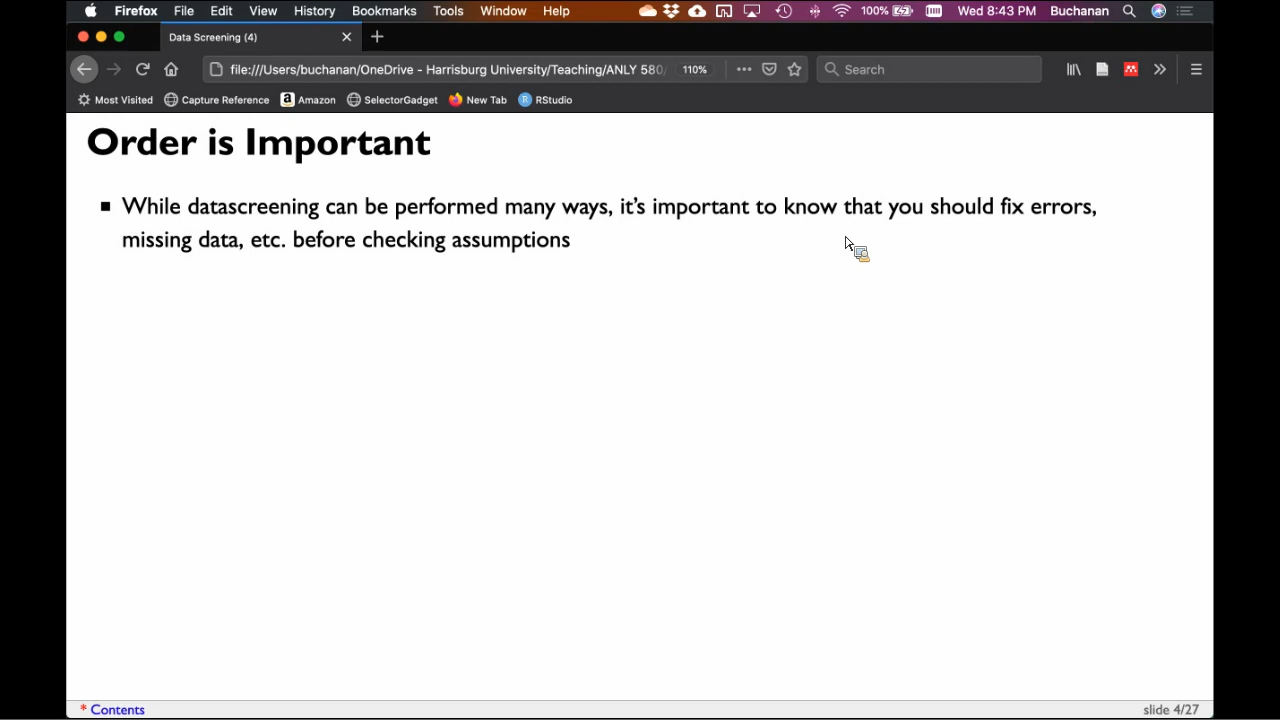 Firefox File Edit View History Bookmarks Tools Window Help 100% Wed 8:43 PM Buchanan
Data Screening (4)
file:///Users/buchanan/OneDrive - Harrisburg University/Teaching/ANLY 580/ 110% Search
Most Visited Capture Reference Amazon SelectorGadget New Tab RStudio
Order is Important
While datascreening can be performed many ways, it's important to know that you should fix errors,
missing data, etc. before checking assumptions
* Contents slide 4/27